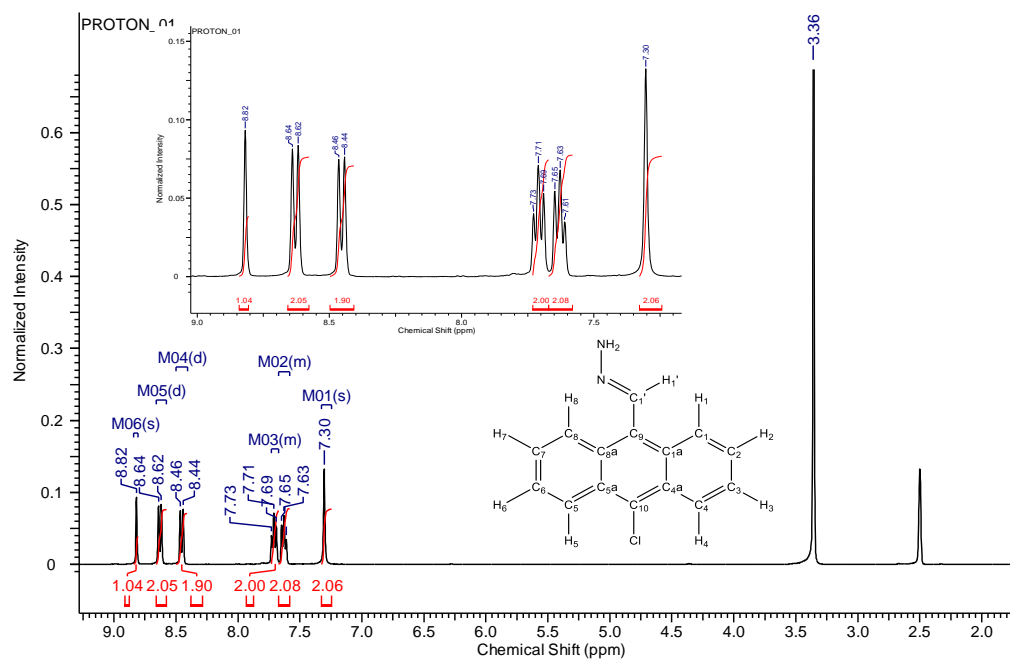 PROTON_01
PROTON_01
3.36
Normalized Intensity
0.15
0.10
0.05
0
8.82
8.64
8.62
8.46
8.44
7.73
7.71
7.69
7.65
7.63
7.61
7.30
1.04
2.05
1.90
2.00
2.08
2.06
9.0
8.5
8.0
7.5
Chemical Shift (ppm)
Normalized Intensity
0.6
0.5
0.4
0.3
0.2
0.1
0
M04(d)
M02(m)
M05(d)
M01(s)
M06(s)
M03(m)
8.82
8.64
8.62
8.46
8.44
7.73
7.71
7.69
7.65
7.63
7.30
NH2
N
H1'
C1'
H8
H1
H7
C8
C9
C1
H2
C7
C8a
C1a
C2
C6
C5a
C4a
C3
H6
C5
C10
C4
H3
H5
Cl
H4
1.04
2.05
1.90
2.00
2.08
2.06
9.0
8.5
8.0
7.5
7.0
6.5
6.0
5.5
5.0
4.5
4.0
3.5
3.0
2.5
2.0
Chemical Shift (ppm)